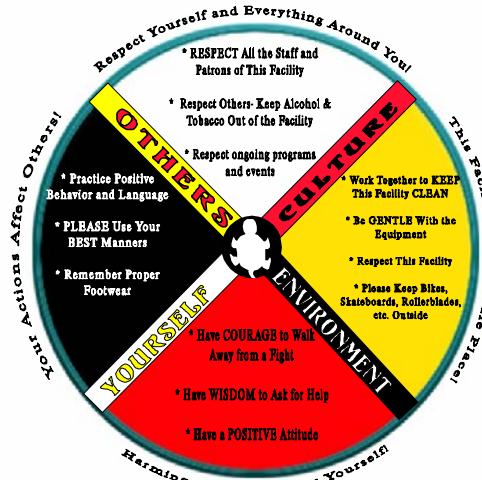 Respect Yourself and Everything Around You!
* RESPECT All the Staff and
Patrons of This Facility
* Respect Others- Keep Alcohol &
Tobacco Out of the Facility
* Respect ongoing programs
and events
OTHERS
CULTURE
Your Actions Affect Others!
* Practice Positive
Behavior and Language
* PLEASE Use Your
BEST Manners
* Remember Proper
Footwear
This
* Work Together to KEEP
This Facility CLEAN
* Be GENTLE With the
Equipment
* Respect This Facility
* Please Keep Bikes,
Skateboards, Rollerblades,
etc. Outside
Place!
YOURSELF
ENVIRONMENT
* Have COURAGE to Walk
Away from a Fight
* Have WISDOM to Ask for Help
* Have a POSITIVE Attitude
Harming
Yourself!